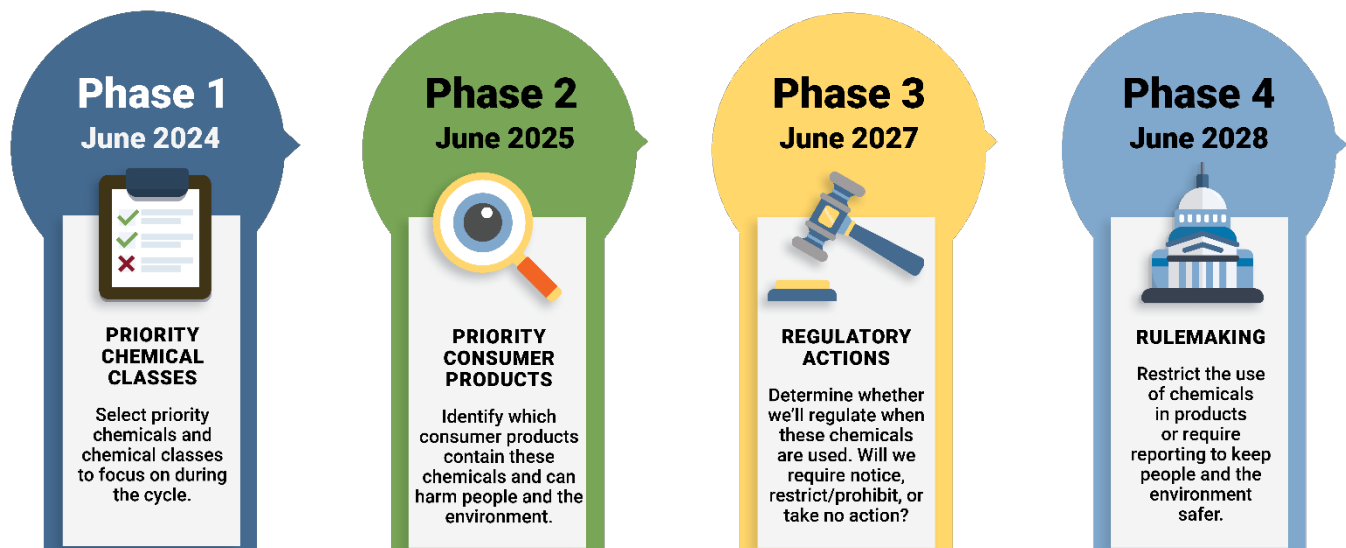 Phase 1
June 2024
PRIORITY
CHEMICAL
CLASSES
Select priority
chemicals and
chemical classes
to focus on during
the cycle.
Phase 2
June 2025
PRIORITY
CONSUMER
PRODUCTS
Identify which
consumer products
contain these
chemicals and can
harm people and the
environment.
Phase 3
June 2027
REGULATORY
ACTIONS
Determine whether
we'll regulate when
these chemicals
are used. Will we
require notice,
restrict/prohibit, or
take no action?
Phase 4
June 2028
RULEMAKING
Restrict the use
of chemicals
in products
or require
reporting to keep
people and the
environment
safer.